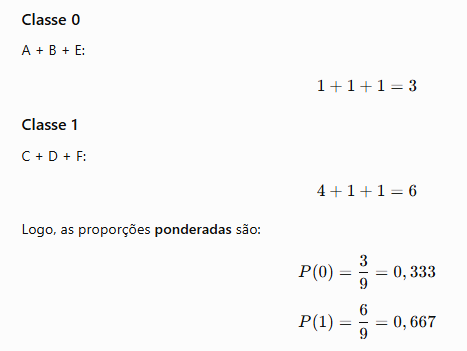 Classe 0
A + B + E:
1 + 1 + 1 = 3
Classe 1
C + D + F:
4 + 1 + 1 = 6
Logo, as proporções ponderadas são:
P(0) = 3/9 = 0,333
P(1) = 6/9 = 0,667